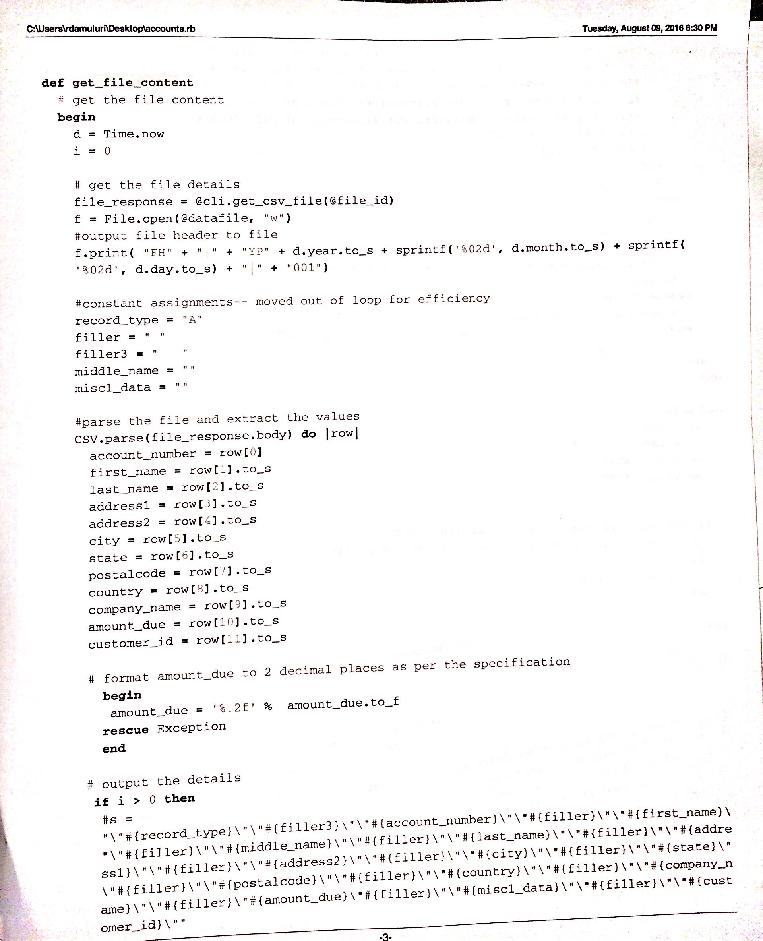 C:\Users\rdamuluri\Desktop\accounts.rb
Tuesday, August 09, 2016 6:30 PM
def get_file_content
# get the file content
begin
d = Time.now
i = 0
# get the file details
file_response = @cli.get_csv_file(@file_id)
f = File.open(@datafile, "w")
#output file header to file
f.print( "FH" + "|" + "YP" + d.year.to_s + sprintf('%02d', d.month.to_s) + sprintf(
'%02d', d.day.to_s) + "|" + "001")
#constant assignments-- moved out of loop for efficiency
record_type = "A"
filler = " "
filler3 = "   "
middle_name = ""
miscl_data = ""
#parse the file and extract the values
CSV.parse(file_response.body) do |row|
account_number = row[0]
first_name = row[1].to_s
last_name = row[2].to_s
address1 = row[3].to_s
address2 = row[4].to_s
city = row[5].to_s
state = row[6].to_s
postalcode = row[7].to_s
country = row[8].to_s
company_name = row[9].to_s
amount_due = row[10].to_s
customer_id = row[11].to_s
# format amount_due to 2 decimal places as per the specification
begin
amount_due = '%.2f' %  amount_due.to_f
rescue Exception
end
# output the details
if i > 0 then
#s =
"\"#{record_type}\"\"#{filler3}\"\"#{account_number}\"\"#{filler}\"\"#{first_name}\
"\"#{filler}\"\"#{middle_name}\"\"#{filler}\"\"#{last_name}\"\"#{filler}\"\"#{addre
ss1}\"\"#{filler}\"\"#{address2}\"\"#{filler}\"\"#{city}\"\"#{filler}\"\"#{state}\"
\"#{filler}\"\"#{postalcode}\"\"#{filler}\"\"#{country}\"\"#{filler}\"\"#{company_n
ame}\"\"#{filler}\"#{amount_due}\"#{filler}\"\"#{miscl_data}\"\"#{filler}\"\"#{cust
omer_id}\""
-3-